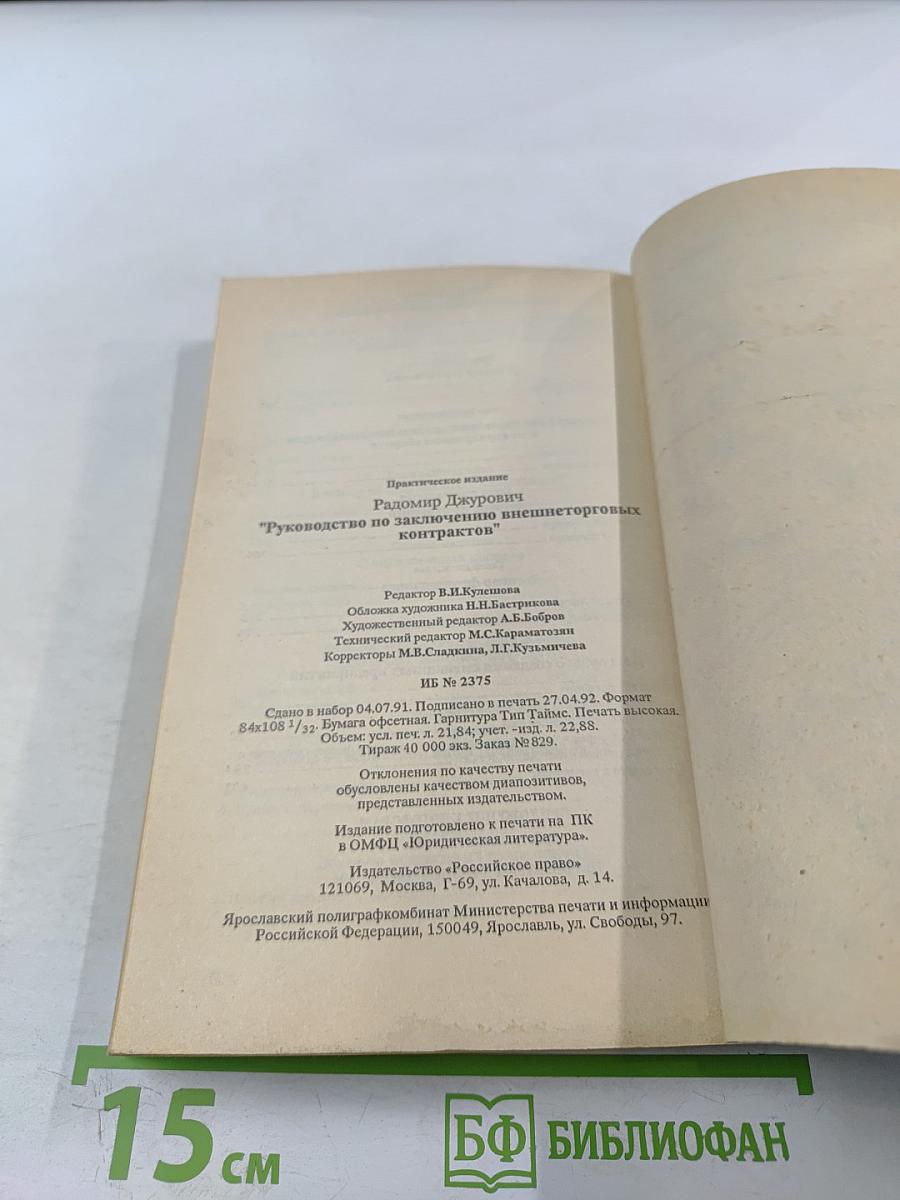 Практическое издание
Радомир Джурович
"Руководство по заключению внешнеторговых
контрактов"
Редактор В.И.Кулешова
Обложка художника Н.Н.Бастрикова
Художественный редактор А.Б.Бобров
Технический редактор М.С.Караматозян
Корректоры М.В.Сладкина, Л.Г.Кузьмичева
ИБ № 2375
Сдано в набор 04.07.91. Подписано в печать 27.04.92. Формат
84x108 1/32. Бумага офсетная. Гарнитура Тип Таймс. Печать высокая.
Объем: усл. печ. л. 21,84; учет. -изд. л. 22,88.
Тираж 40 000 экз. Заказ № 829.
Отклонения по качеству печати
обусловлены качеством диапозитивов,
представленных издательством.
Издание подготовлено к печати на ПК
в ОМФЦ «Юридическая литература».
Издательство «Российское право»
121069, Москва, Г-69, ул. Качалова, д. 14.
Ярославский полиграфкомбинат Министерства печати и информации
Российской Федерации, 150049, Ярославль, ул. Свободы, 97.
15 см
БФ БИБЛИОФАН